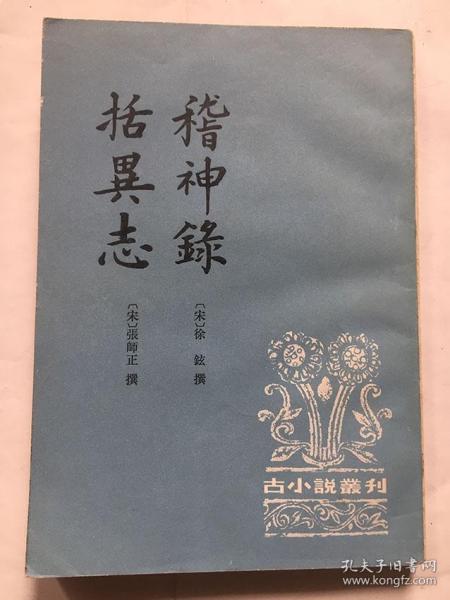 稽神錄
〔宋〕徐鉉 撰
括異志
〔宋〕張師正 撰
古小説叢刊
孔夫子旧书网
www.kongfz.com